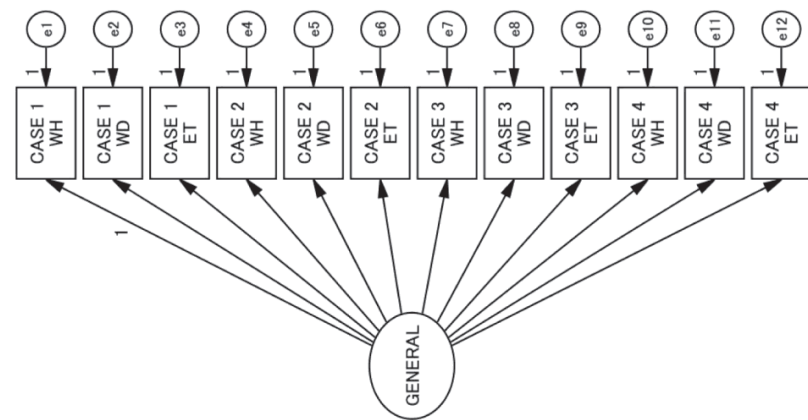 e1
e2
e3
e4
e5
e6
e7
e8
e9
e10
e11
e12
1
1
1
1
1
1
1
1
1
1
1
1
CASE 1
WH
CASE 1
WD
CASE 1
ET
CASE 2
WH
CASE 2
WD
CASE 2
ET
CASE 3
WH
CASE 3
WD
CASE 3
ET
CASE 4
WH
CASE 4
WD
CASE 4
ET
1
GENERAL